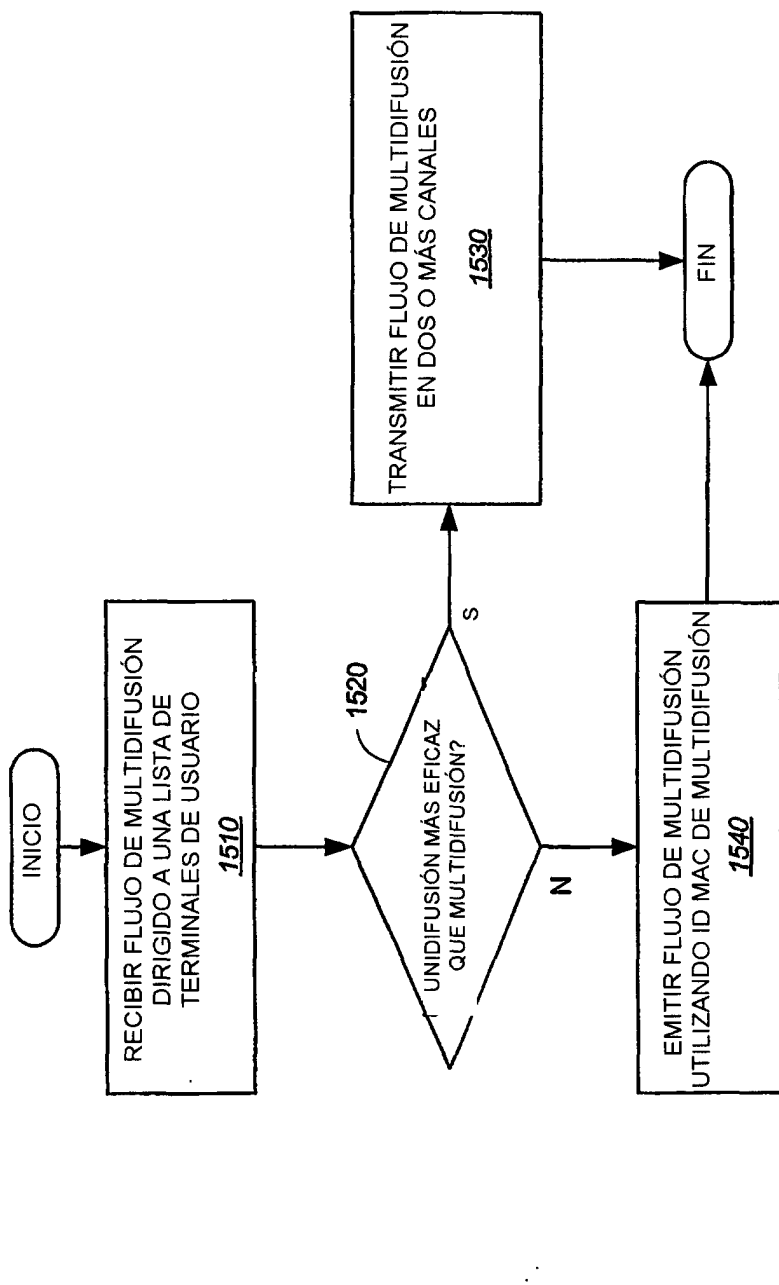 INICIO
RECIBIR FLUJO DE MULTIDIFUSIÓN
DIRIGIDO A UNA LISTA DE
TERMINALES DE USUARIO
1510
1520
UNIDIFUSIÓN MÁS EFICAZ
QUE MULTIDIFUSIÓN?
S
N
TRANSMITIR FLUJO DE MULTIDIFUSIÓN
EN DOS O MÁS CANALES
1530
EMITIR FLUJO DE MULTIDIFUSIÓN
UTILIZANDO ID MAC DE MULTIDIFUSIÓN
1540
FIN